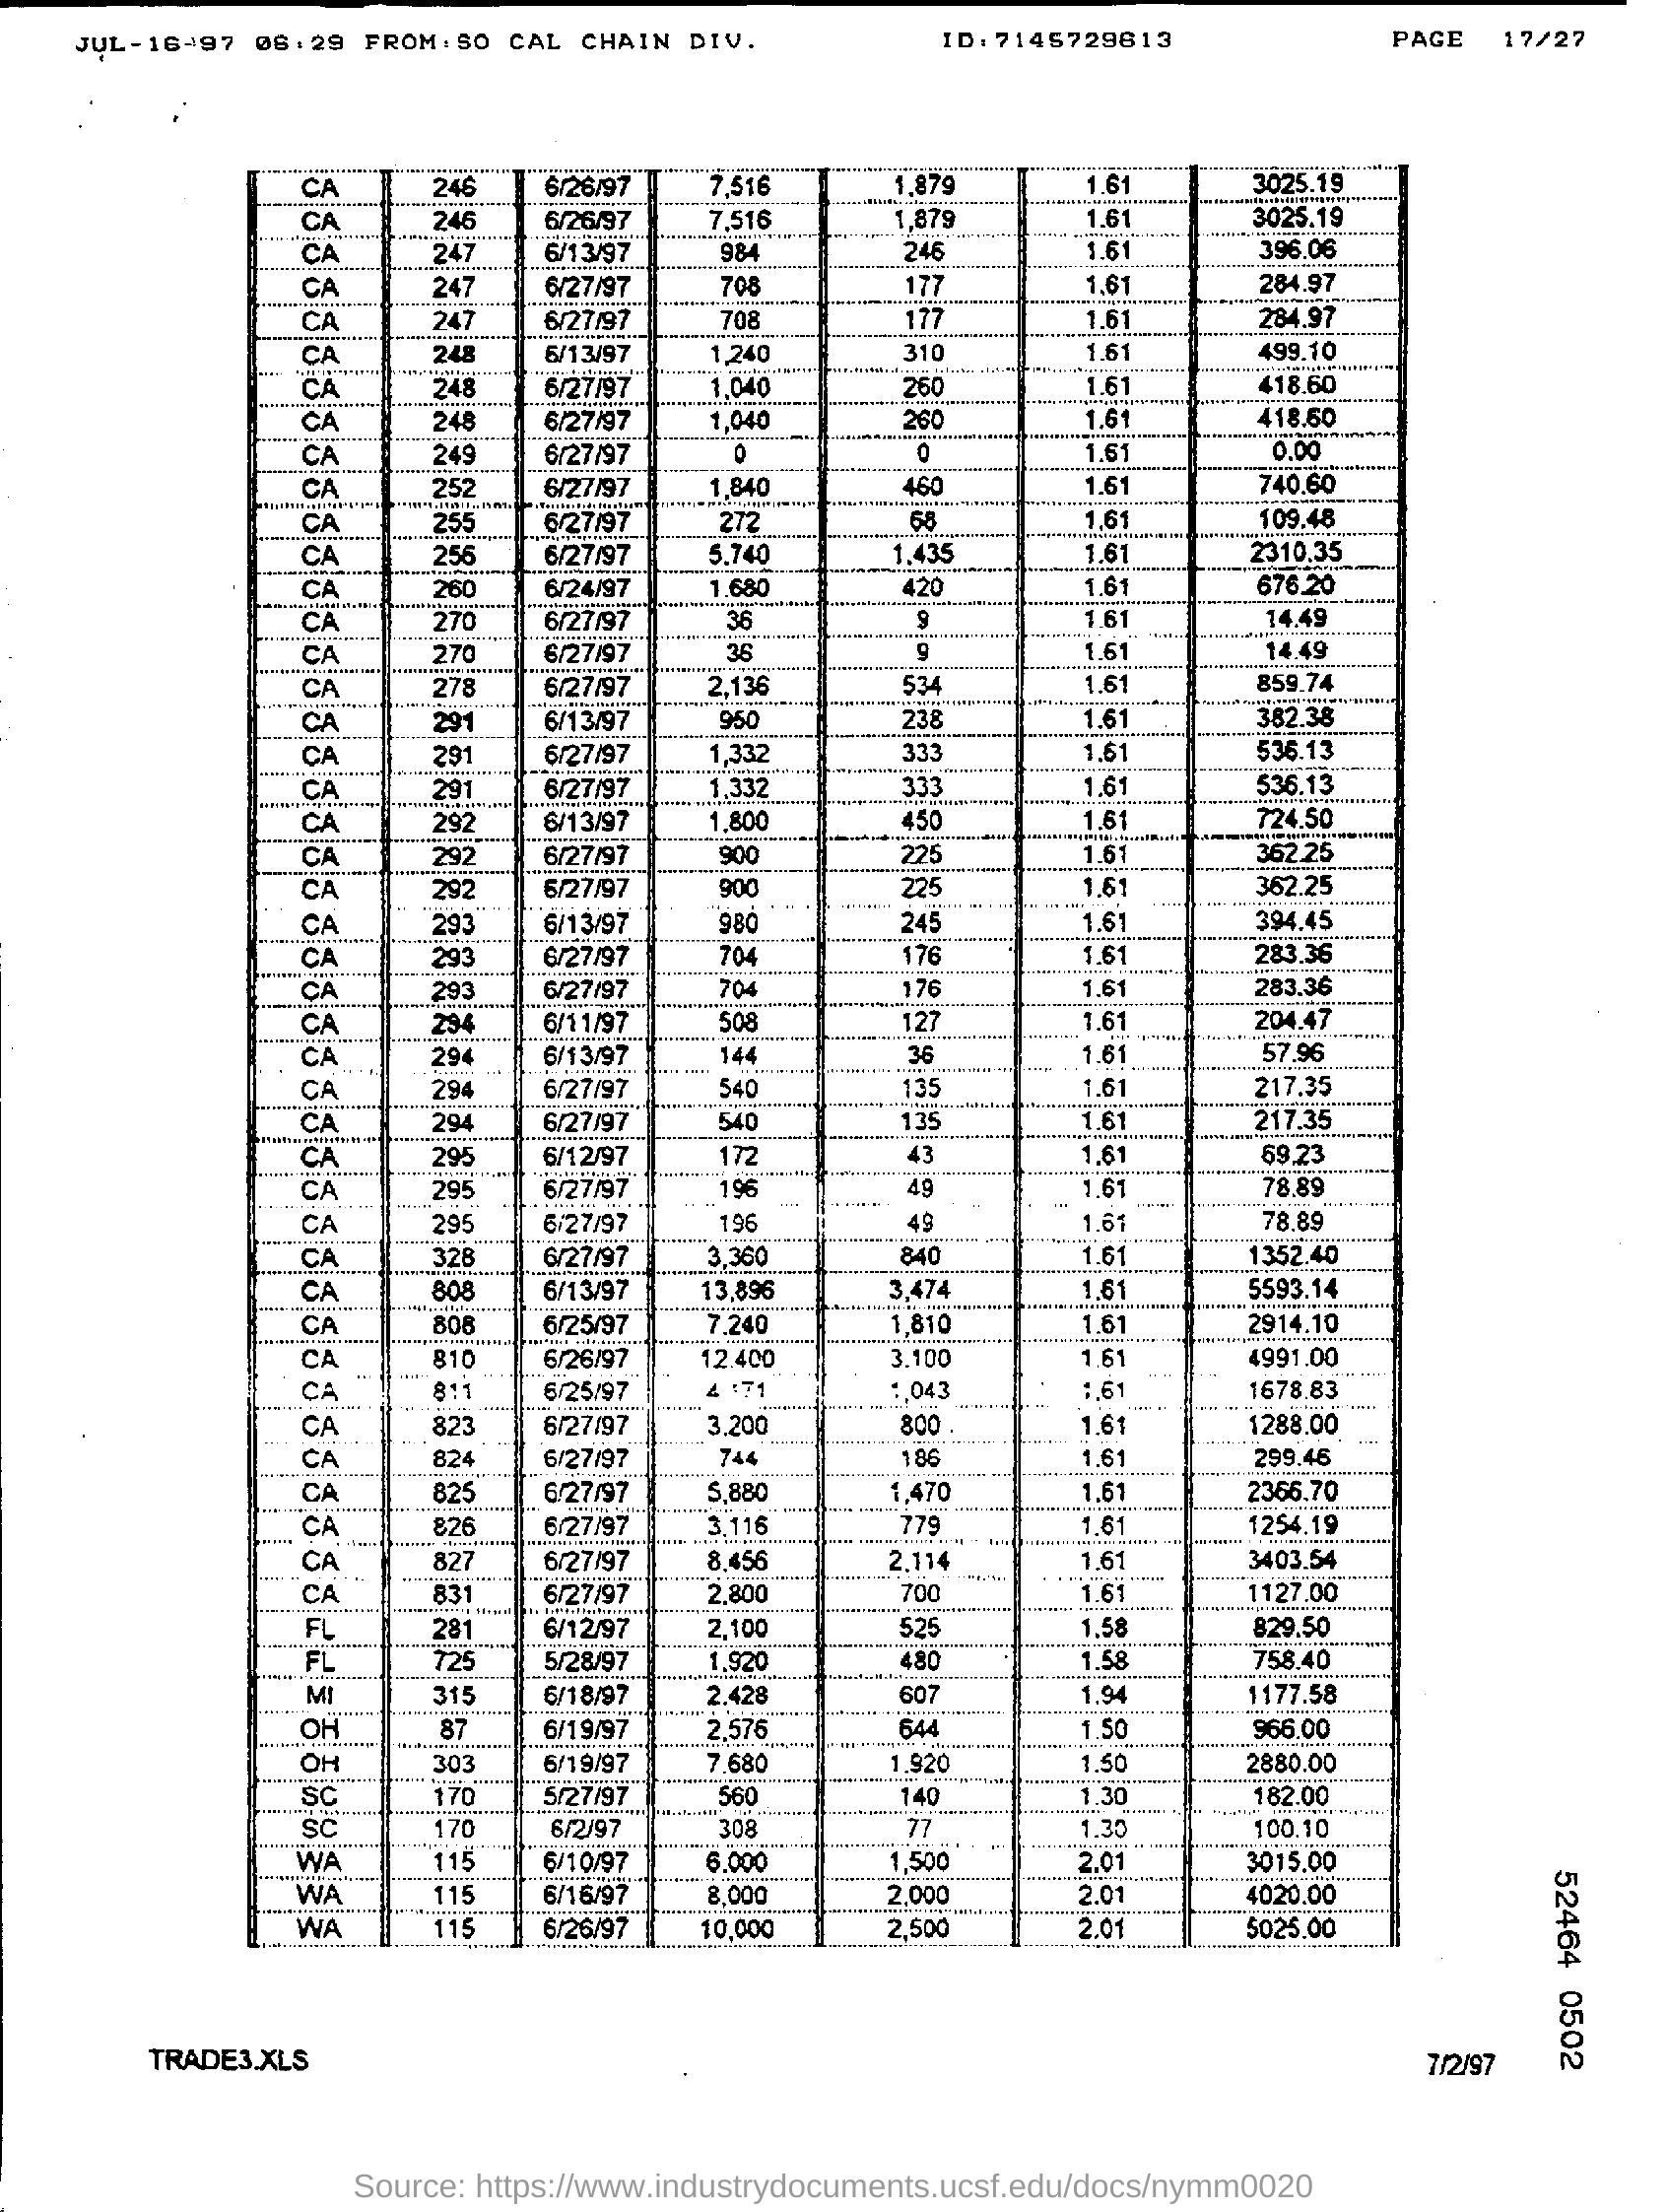 JUL-16-97 06:29 FROM:SO CAL CHAIN DIV. ID:7145729613 PAGE 17/27
CA 246 6/26/97 7,516 1,879 1.61 3025.19
CA 246 6/26/97 7,516 1,879 1.61 3025.19
CA 247 6/13/97 984 246 1.61 396.06
CA 247 6/27/97 708 177 1.61 284.97
CA 247 6/27/97 708 177 1.61 284.97
CA 248 6/13/97 1,240 310 1.61 499.10
CA 248 6/27/97 1,040 260 1.61 418.60
CA 248 6/27/97 1,040 260 1.61 418.60
CA 249 6/27/97 0 0 1.61 0.00
CA 252 6/27/97 1,840 460 1.61 740.60
CA 255 6/27/97 272 68 1.61 109.48
CA 256 6/27/97 5,740 1,435 1.61 2310.35
CA 260 6/24/97 1,680 420 1.61 676.20
CA 270 6/27/97 36 9 1.61 14.49
CA 270 6/27/97 36 9 1.61 14.49
CA 278 6/27/97 2,136 534 1.61 859.74
CA 291 6/13/97 950 238 1.61 382.38
CA 291 6/27/97 1,332 333 1.61 536.13
CA 291 6/27/97 1,332 333 1.61 536.13
CA 292 6/13/97 1,800 450 1.61 724.50
CA 292 6/27/97 900 225 1.61 362.25
CA 292 6/27/97 900 225 1.61 362.25
CA 293 6/13/97 980 245 1.61 394.45
CA 293 6/27/97 704 176 1.61 283.36
CA 293 6/27/97 704 176 1.61 283.36
CA 294 6/11/97 508 127 1.61 204.47
CA 294 6/13/97 144 36 1.61 57.96
CA 294 6/27/97 540 135 1.61 217.35
CA 294 6/27/97 540 135 1.61 217.35
CA 295 6/12/97 172 43 1.61 69.23
CA 295 6/27/97 196 49 1.61 78.89
CA 295 6/27/97 196 49 1.61 78.89
CA 328 6/27/97 3,360 840 1.61 1352.40
CA 808 6/13/97 13,896 3,474 1.61 5593.14
CA 808 6/25/97 7,240 1,810 1.61 2914.10
CA 810 6/26/97 12,400 3,100 1.61 4991.00
CA 811 6/25/97 1,043 1.61 1678.83
CA 823 6/27/97 3,200 800 1.61 1288.00
CA 824 6/27/97 744 186 1.61 299.46
CA 825 6/27/97 5,880 1,470 1.61 2366.70
CA 826 6/27/97 3,116 779 1.61 1254.19
CA 827 6/27/97 8,456 2,114 1.61 3403.54
CA 831 6/27/97 2,800 700 1.61 1127.00
FL 281 6/12/97 2,100 525 1.58 829.50
FL 725 5/28/97 1,920 480 1.58 758.40
MI 315 6/18/97 2,428 607 1.94 1177.58
OH 87 6/19/97 2,576 644 1.50 966.00
OH 303 6/19/97 7,680 1,920 1.50 2880.00
SC 170 5/27/97 560 140 1.30 182.00
SC 170 6/2/97 308 77 1.30 100.10
WA 115 6/10/97 6,000 1,500 2.01 3015.00
WA 115 6/16/97 8,000 2,000 2.01 4020.00
WA 115 6/26/97 10,000 2,500 2.01 5025.00
52464 0502
TRADE3.XLS 7/2/97
Source: https://www.industrydocuments.ucsf.edu/docs/nymm0020